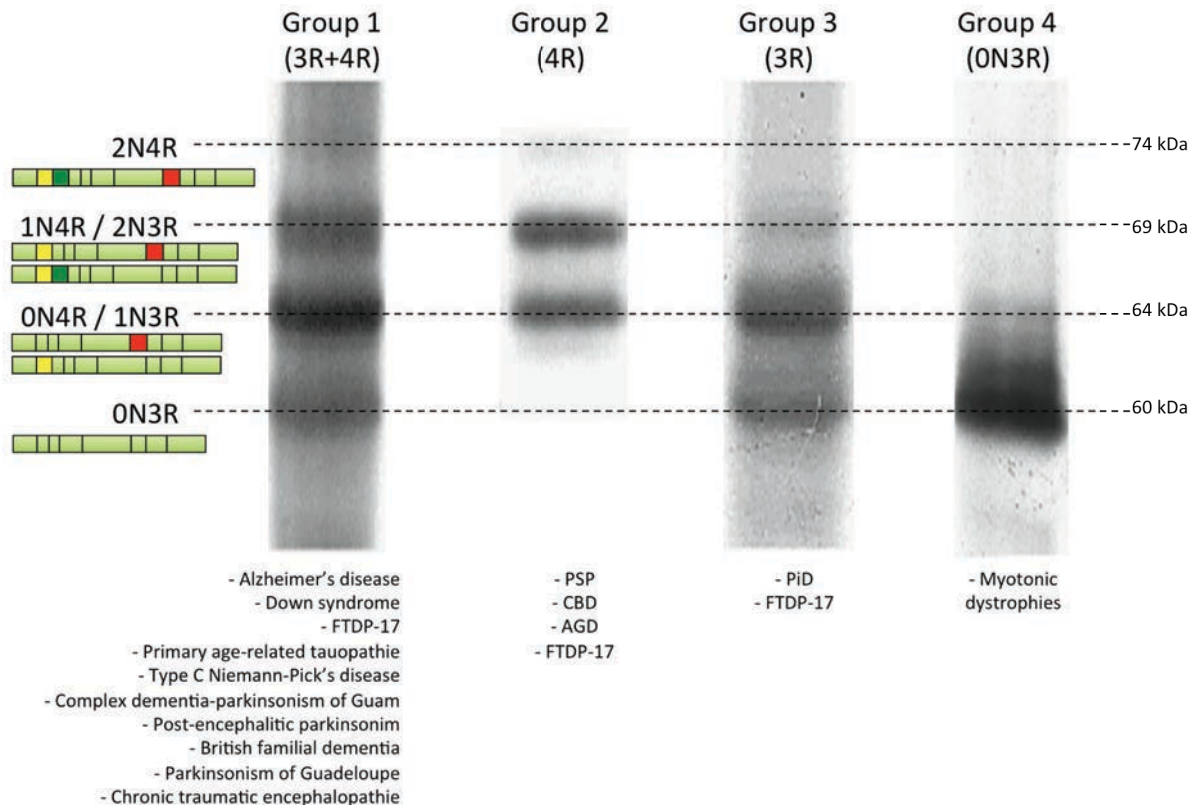 Group 1
(3R+4R)
Group 2
(4R)
Group 3
(3R)
Group 4
(0N3R)
2N4R
74 kDa
1N4R / 2N3R
69 kDa
0N4R / 1N3R
64 kDa
0N3R
60 kDa
- Alzheimer's disease
- Down syndrome
- FTDP-17
- Primary age-related tauopathie
- Type C Niemann-Pick's disease
- Complex dementia-parkinsonism of Guam
- Post-encephalitic parkinsonim
- British familial dementia
- Parkinsonism of Guadeloupe
- Chronic traumatic encephalopathie
- PSP
- CBD
- AGD
- FTDP-17
- PiD
- FTDP-17
- Myotonic
dystrophies